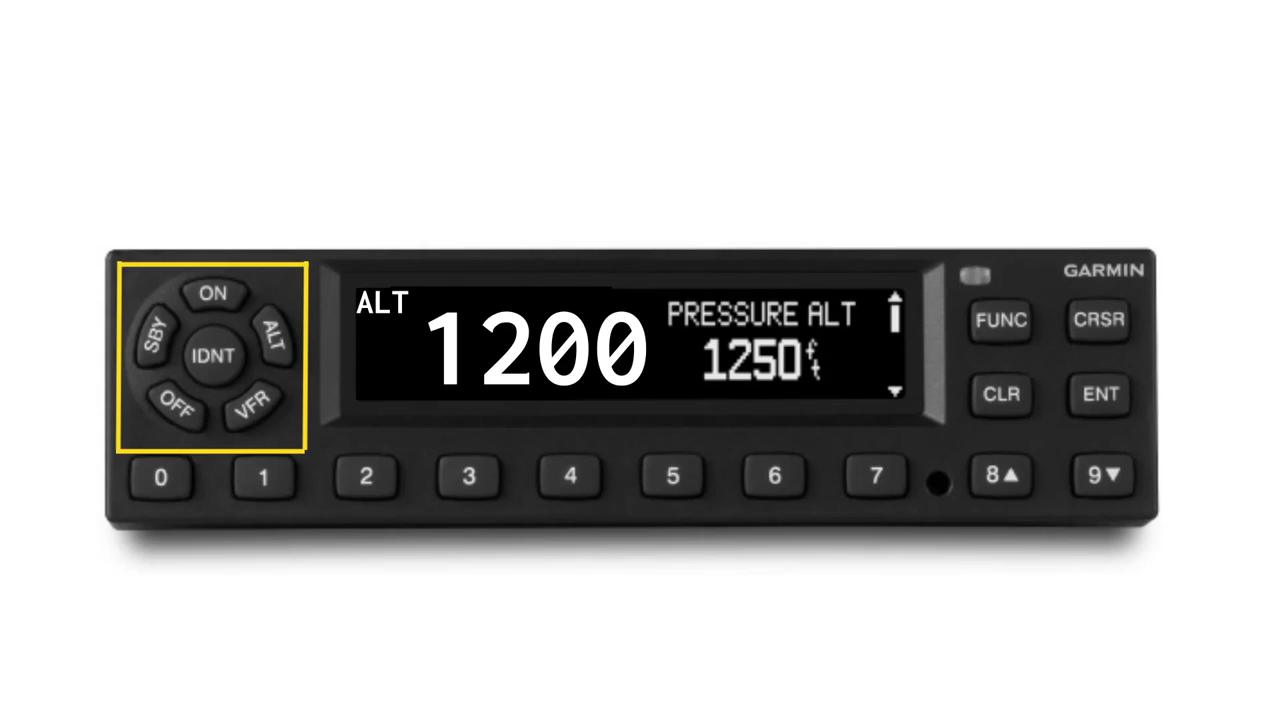 GARMIN
ON
SBY
ALT
IDNT
OFF
VFR
ALT
1200
PRESSURE ALT
1250ft
FUNC
CRSR
CLR
ENT
0 1 2 3 4 5 6 7 8▲ 9▼